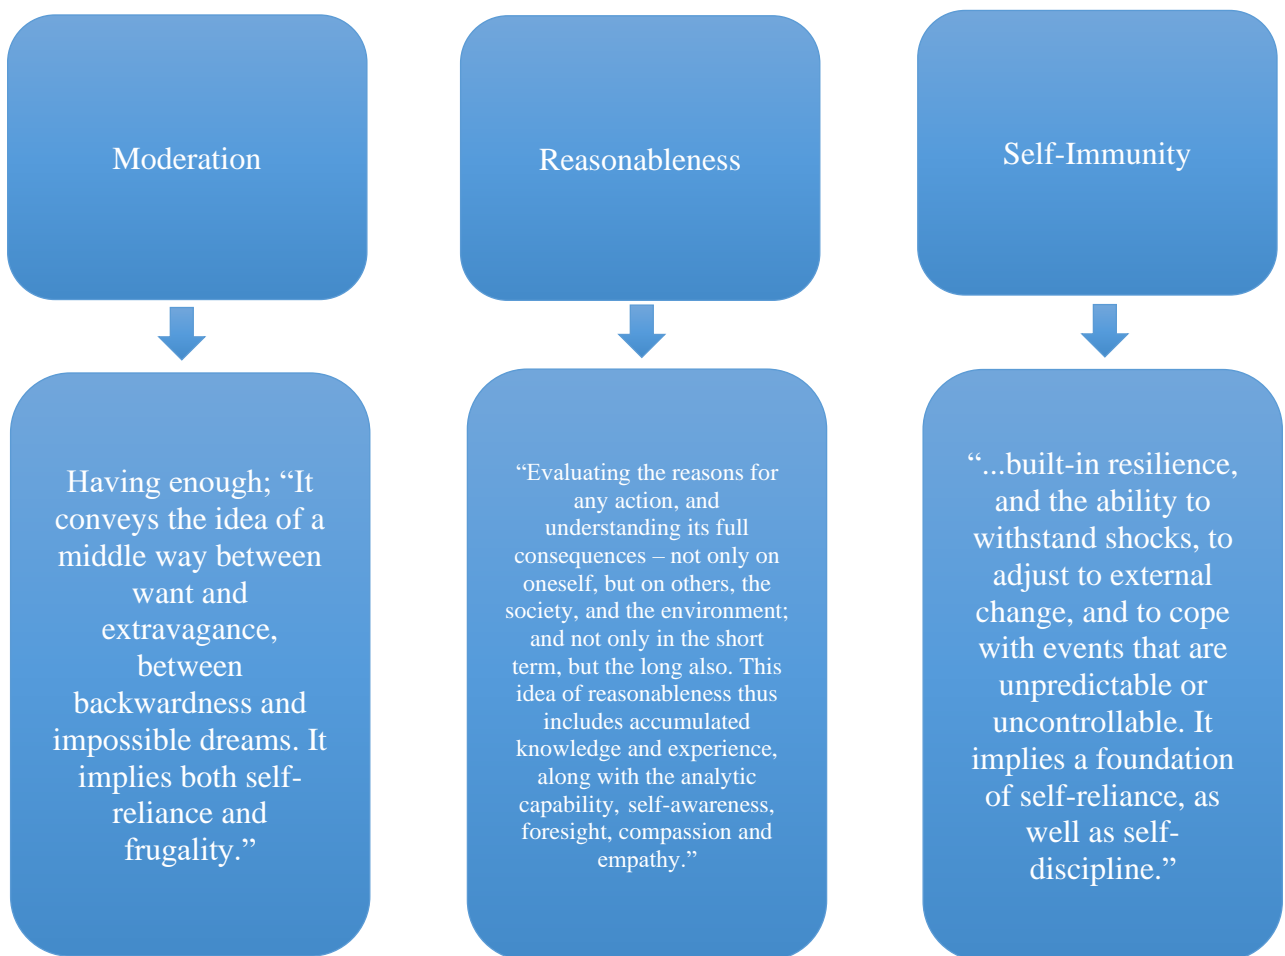 Moderation
Reasonableness
Self-Immunity
Having enough; “It
conveys the idea of a
middle way between
want and
extravagance,
between
backwardness and
impossible dreams. It
implies both self-
reliance and
frugality.”
“Evaluating the reasons for
any action, and
understanding its full
consequences – not only on
oneself, but on others, the
society, and the environment;
and not only in the short
term, but the long also. This
idea of reasonableness thus
includes accumulated
knowledge and experience,
along with the analytic
capability, self-awareness,
foresight, compassion and
empathy.”
“...built-in resilience,
and the ability to
withstand shocks, to
adjust to external
change, and to cope
with events that are
unpredictable or
uncontrollable. It
implies a foundation
of self-reliance, as
well as self-
discipline.”